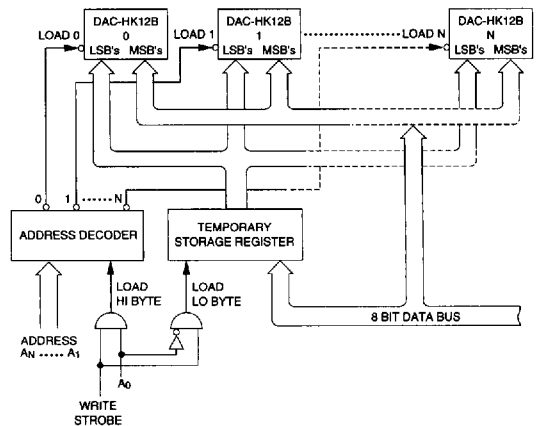 DAC-HK12B
0
LSB's MSB's
LOAD 0
DAC-HK12B
1
LSB's MSB's
LOAD 1
DAC-HK12B
N
LSB's MSB's
LOAD N
0 1 N
ADDRESS DECODER
TEMPORARY
STORAGE REGISTER
LOAD
HI BYTE
LOAD
LO BYTE
8 BIT DATA BUS
ADDRESS
AN ..... A1
A0
WRITE
STROBE